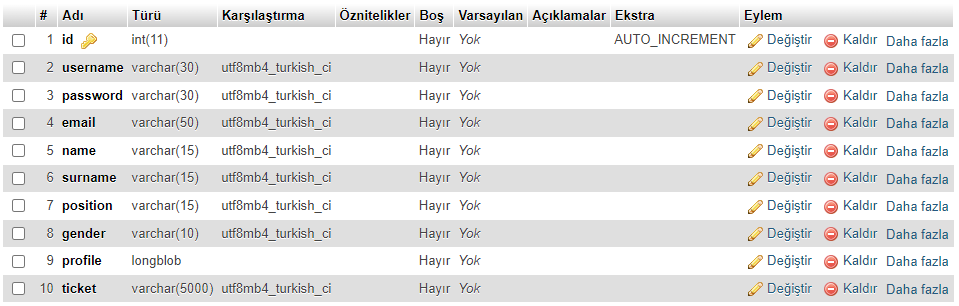 # Adı Türü Karşılaştırma Öznitelikler Boş Varsayılan Açıklamalar Ekstra Eylem
1 id int(11) Hayır Yok AUTO_INCREMENT Değiştir Kaldır Daha fazla
2 username varchar(30) utf8mb4_turkish_ci Hayır Yok Değiştir Kaldır Daha fazla
3 password varchar(30) utf8mb4_turkish_ci Hayır Yok Değiştir Kaldır Daha fazla
4 email varchar(50) utf8mb4_turkish_ci Hayır Yok Değiştir Kaldır Daha fazla
5 name varchar(15) utf8mb4_turkish_ci Hayır Yok Değiştir Kaldır Daha fazla
6 surname varchar(15) utf8mb4_turkish_ci Hayır Yok Değiştir Kaldır Daha fazla
7 position varchar(15) utf8mb4_turkish_ci Hayır Yok Değiştir Kaldır Daha fazla
8 gender varchar(10) utf8mb4_turkish_ci Hayır Yok Değiştir Kaldır Daha fazla
9 profile longblob Hayır Yok Değiştir Kaldır Daha fazla
10 ticket varchar(5000) utf8mb4_turkish_ci Hayır Yok Değiştir Kaldır Daha fazla